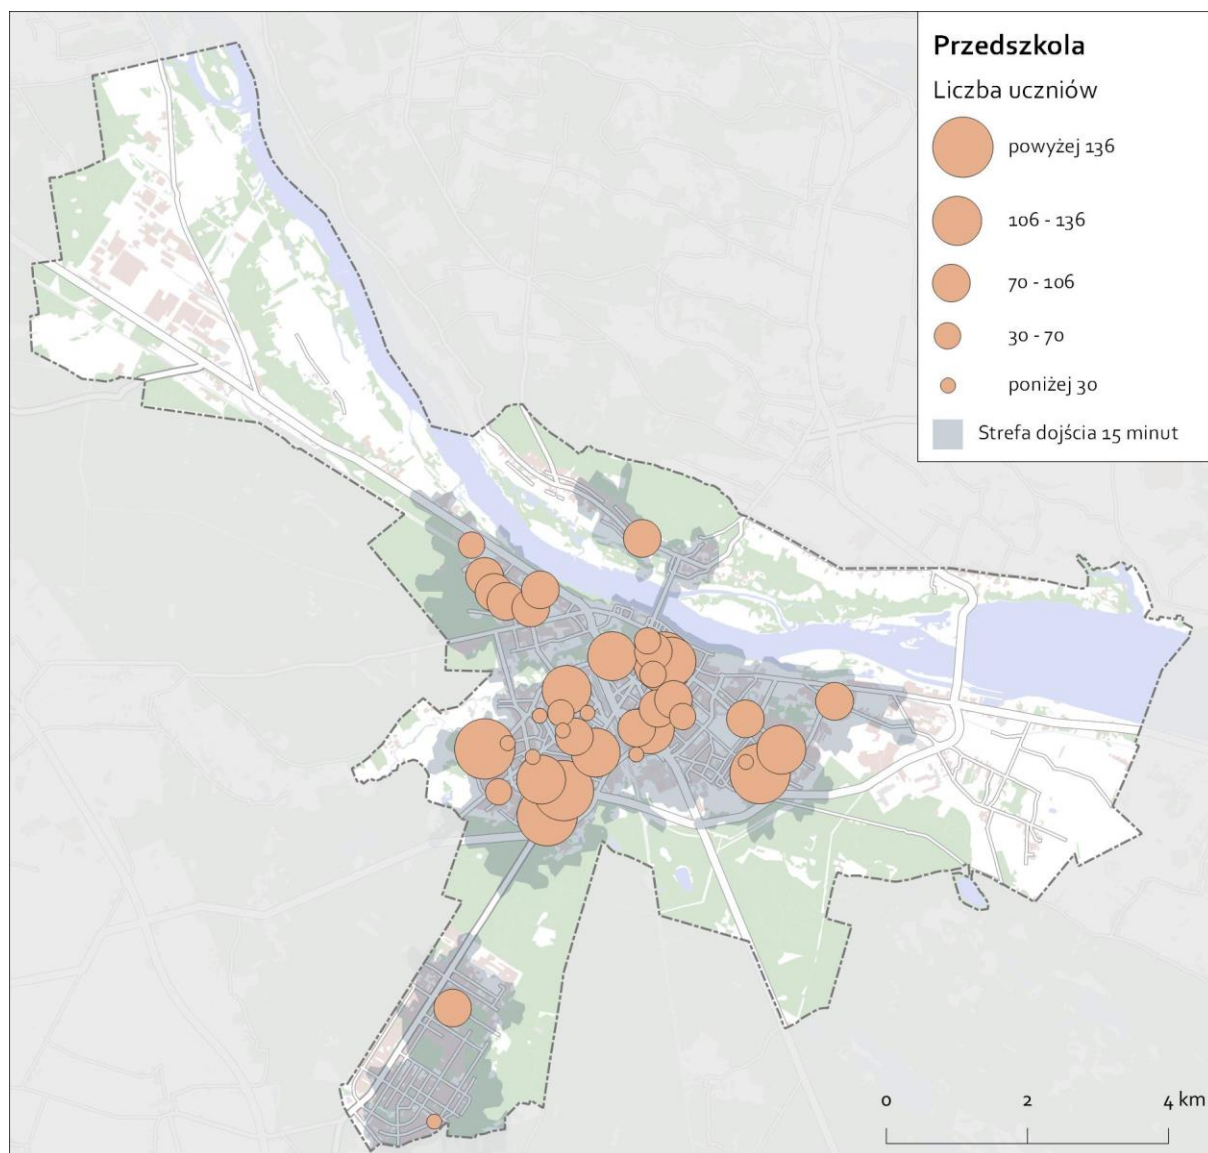 Przedszkola
Liczba uczniów
powyżej 136
106 - 136
70 - 106
30 - 70
poniżej 30
Strefa dojścia 15 minut
0 2 4 km